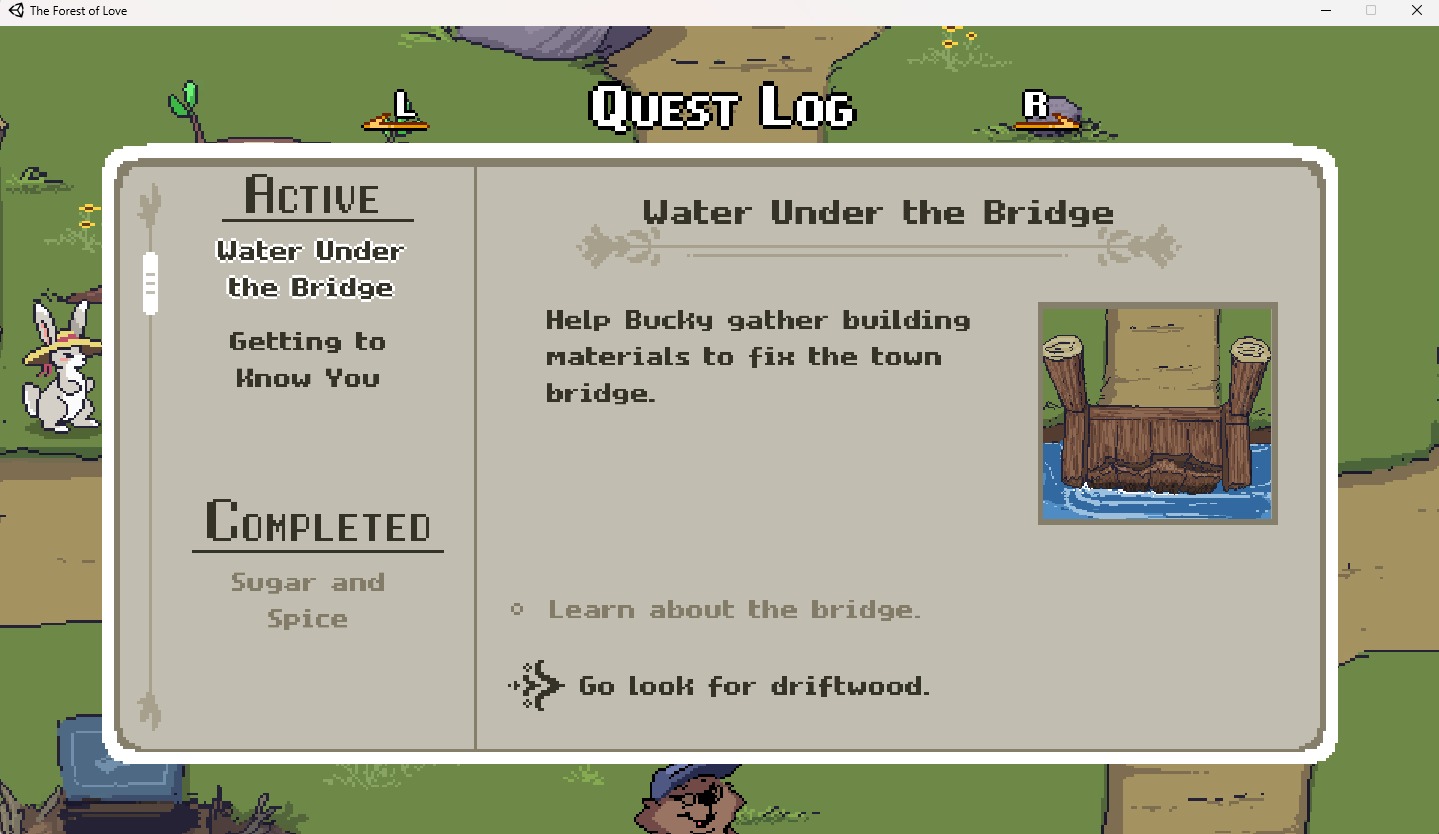 The Forest of Love
L
Quest Log
R
Active
Water Under
the Bridge
Getting to
Know You
Completed
Sugar and
Spice
Water Under the Bridge
Help Bucky gather building
materials to fix the town
bridge.
Learn about the bridge.
Go look for driftwood.